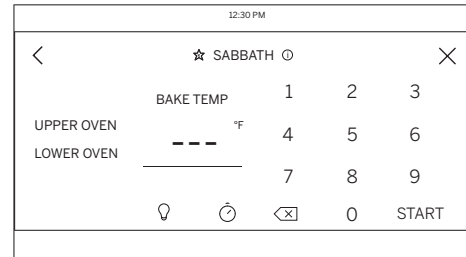 12:30 PM
SABBATH
BAKE TEMP
UPPER OVEN
LOWER OVEN
--- °F
1 2 3
4 5 6
7 8 9
0 START